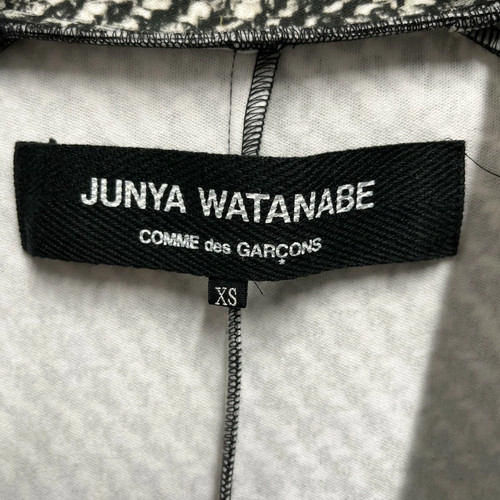 JUNYA WATANABE
COMME des GARÇONS
XS